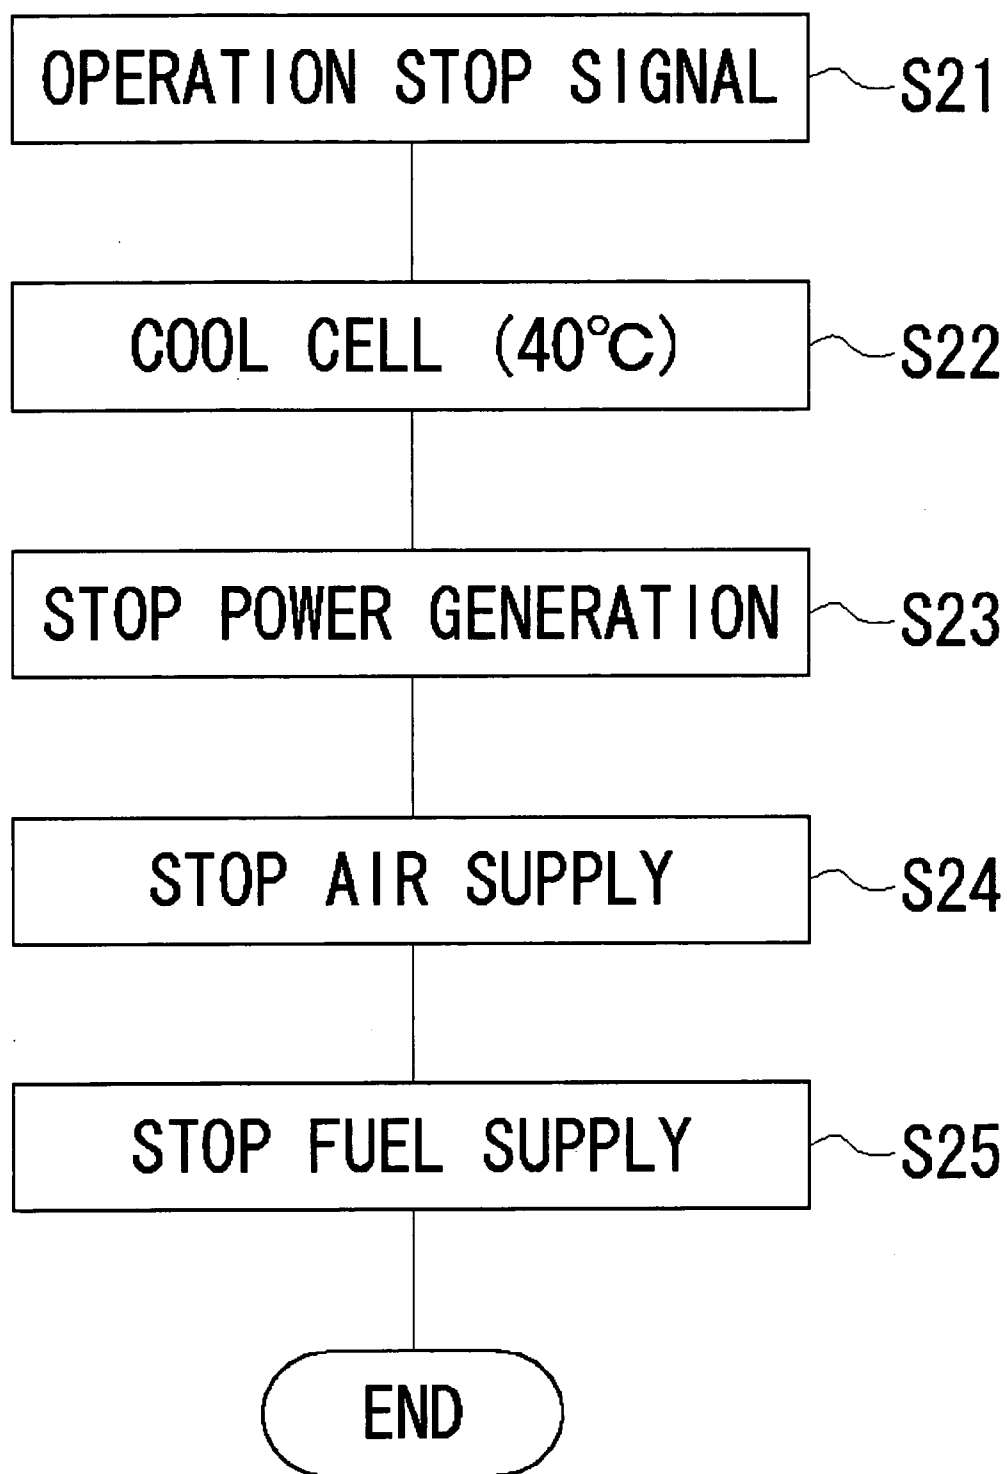 OPERATION STOP SIGNAL S21
COOL CELL (40℃) S22
STOP POWER GENERATION S23
STOP AIR SUPPLY S24
STOP FUEL SUPPLY S25
END